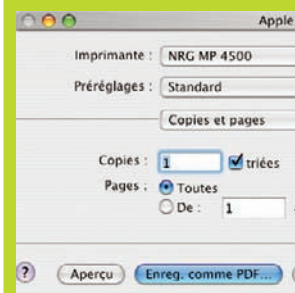 Apple
Imprimante : NRG MP 4500
Préréglages : Standard
Copies et pages
Copies : 1 triées
Pages : Toutes
De : 1
? Aperçu Enreg. comme PDF...